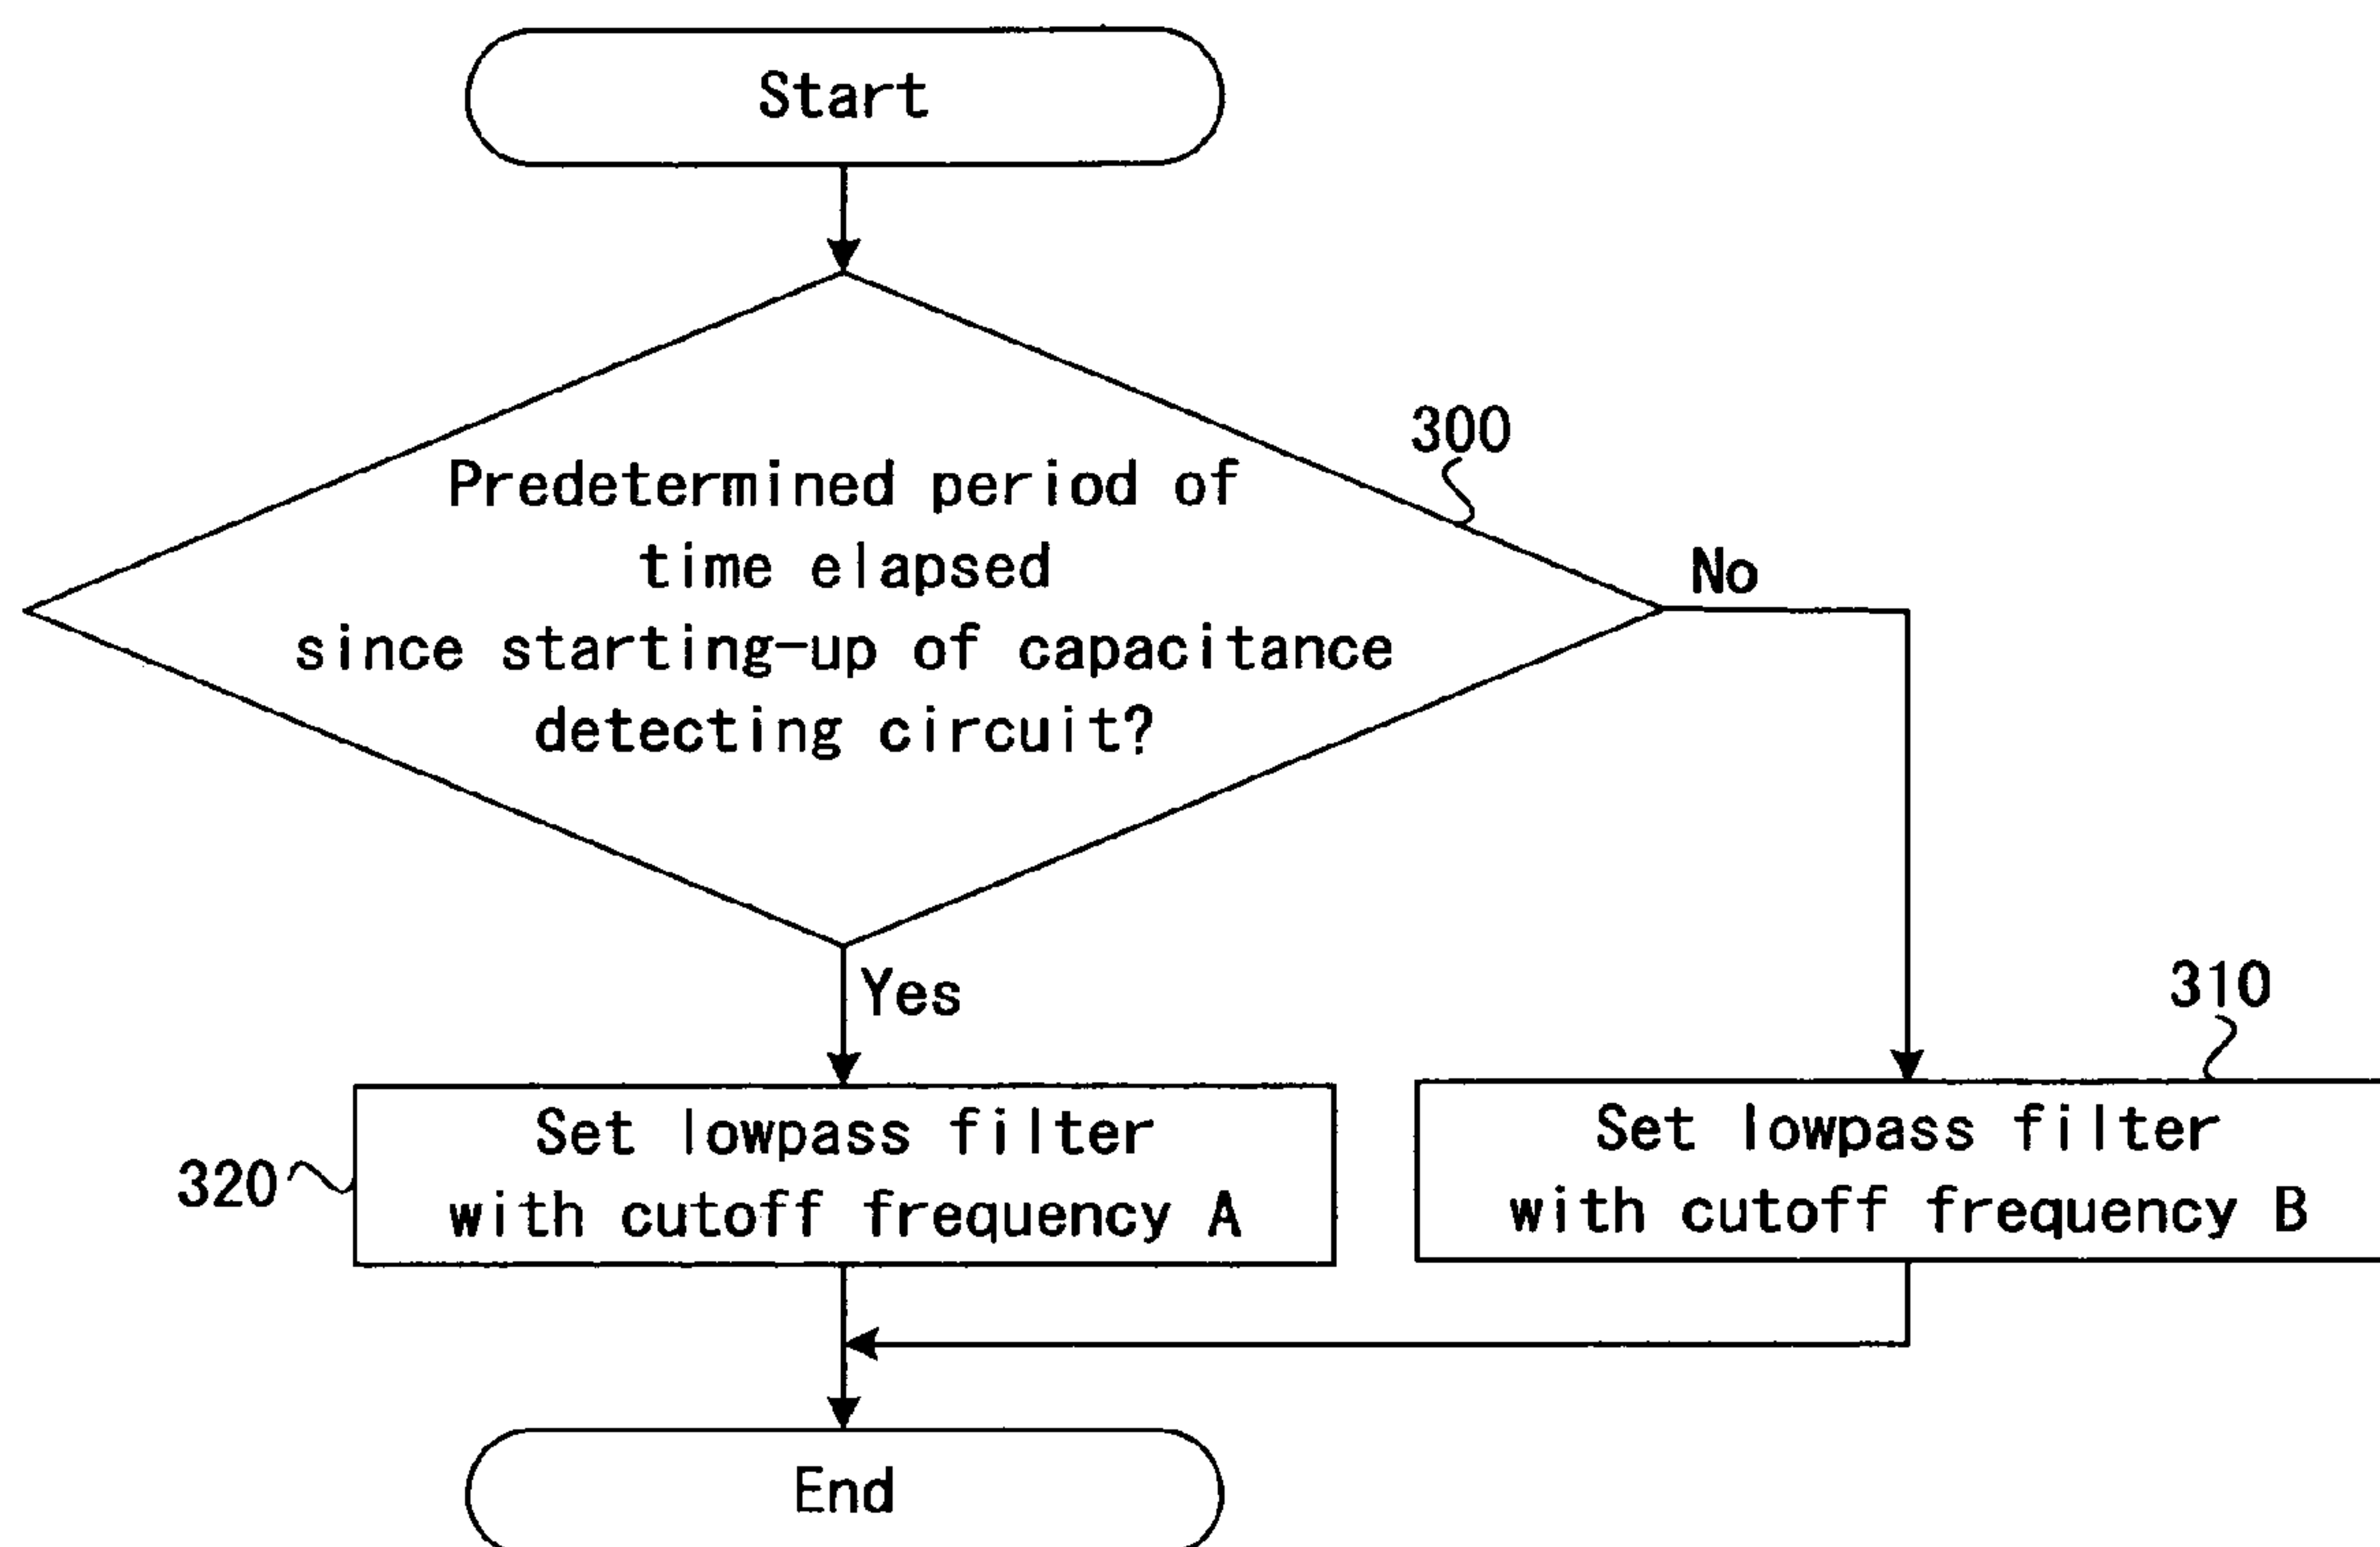 Start
300
Predetermined period of
time elapsed
since starting-up of capacitance
detecting circuit?
No
Yes
310
320
Set lowpass filter
with cutoff frequency A
Set lowpass filter
with cutoff frequency B
End